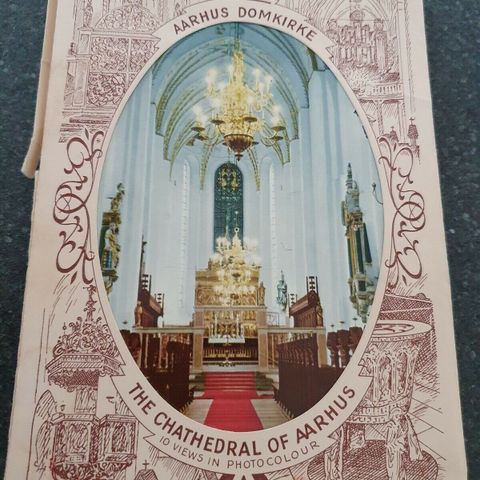 AARHUS DOMKIRKE
THE CHATHEDRAL OF AARHUS
10 VIEWS IN PHOTOCOLOUR